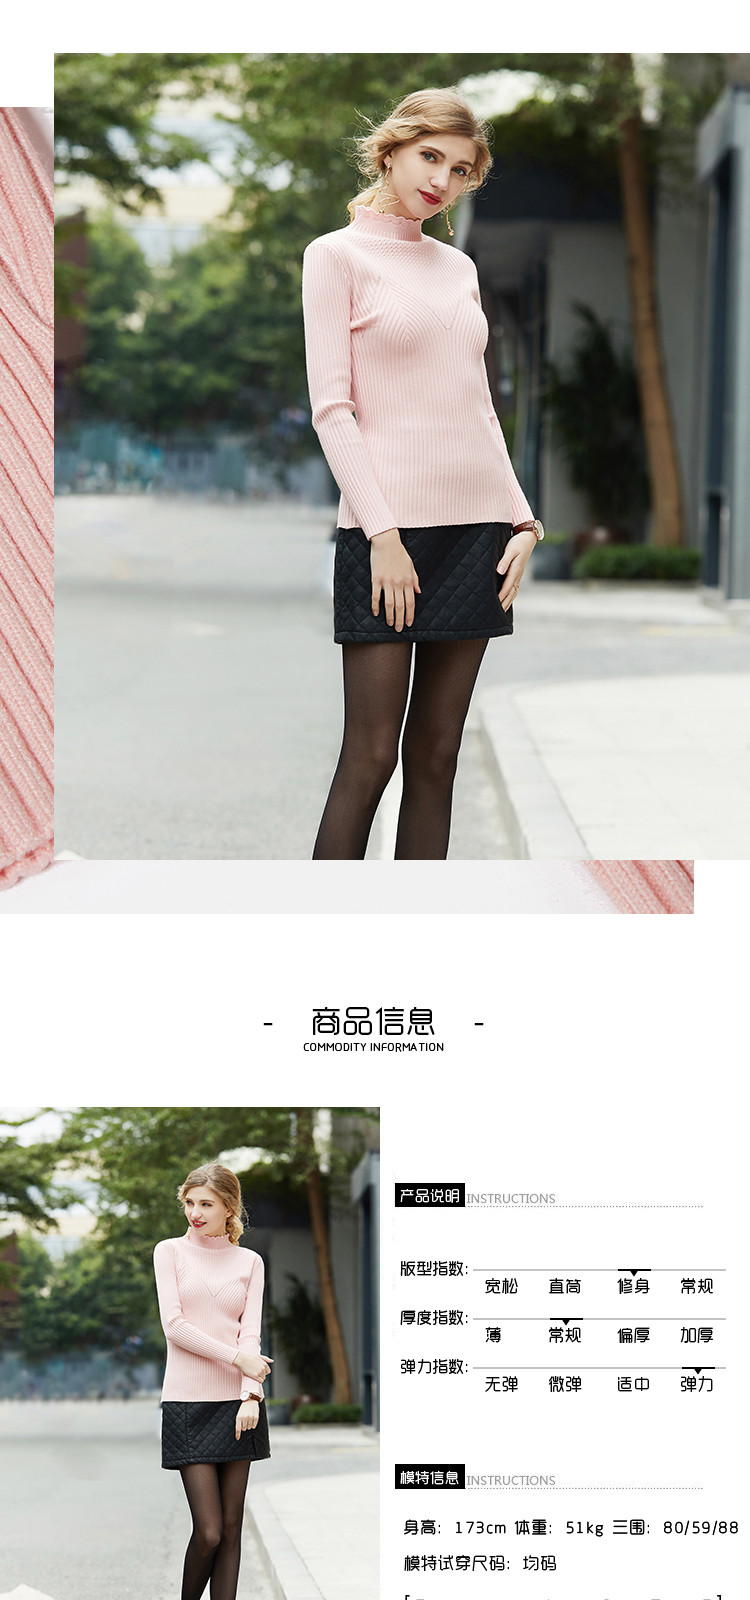 - 商品信息 -
COMMODITY INFORMATION
产品说明 INSTRUCTIONS
版型指数:
宽松 直筒 修身 常规
厚度指数:
薄 常规 偏厚 加厚
弹力指数:
无弹 微弹 适中 弹力
模特信息 INSTRUCTIONS
身高: 173cm 体重: 51kg 三围: 80/59/88
模特试穿尺码: 均码